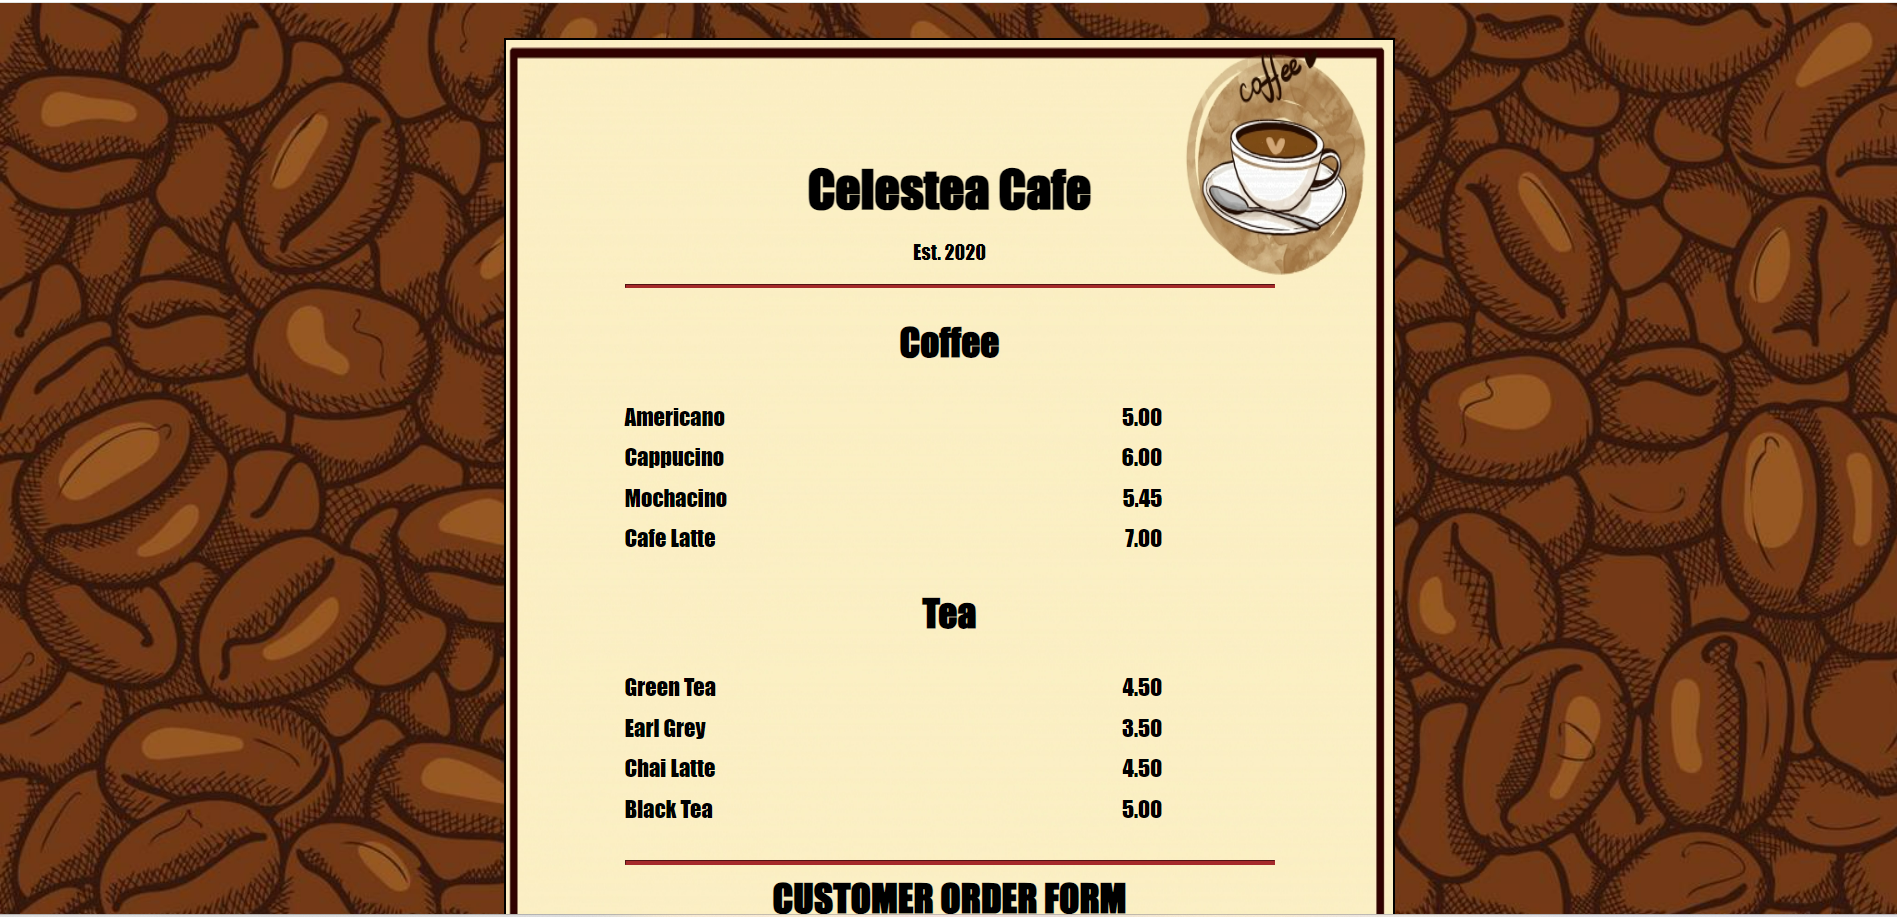 coffee
Celestea Cafe
Est. 2020
Coffee
Americano 5.00
Cappucino 6.00
Mochacino 5.45
Cafe Latte 7.00
Tea
Green Tea 4.50
Earl Grey 3.50
Chai Latte 4.50
Black Tea 5.00
CUSTOMER ORDER FORM